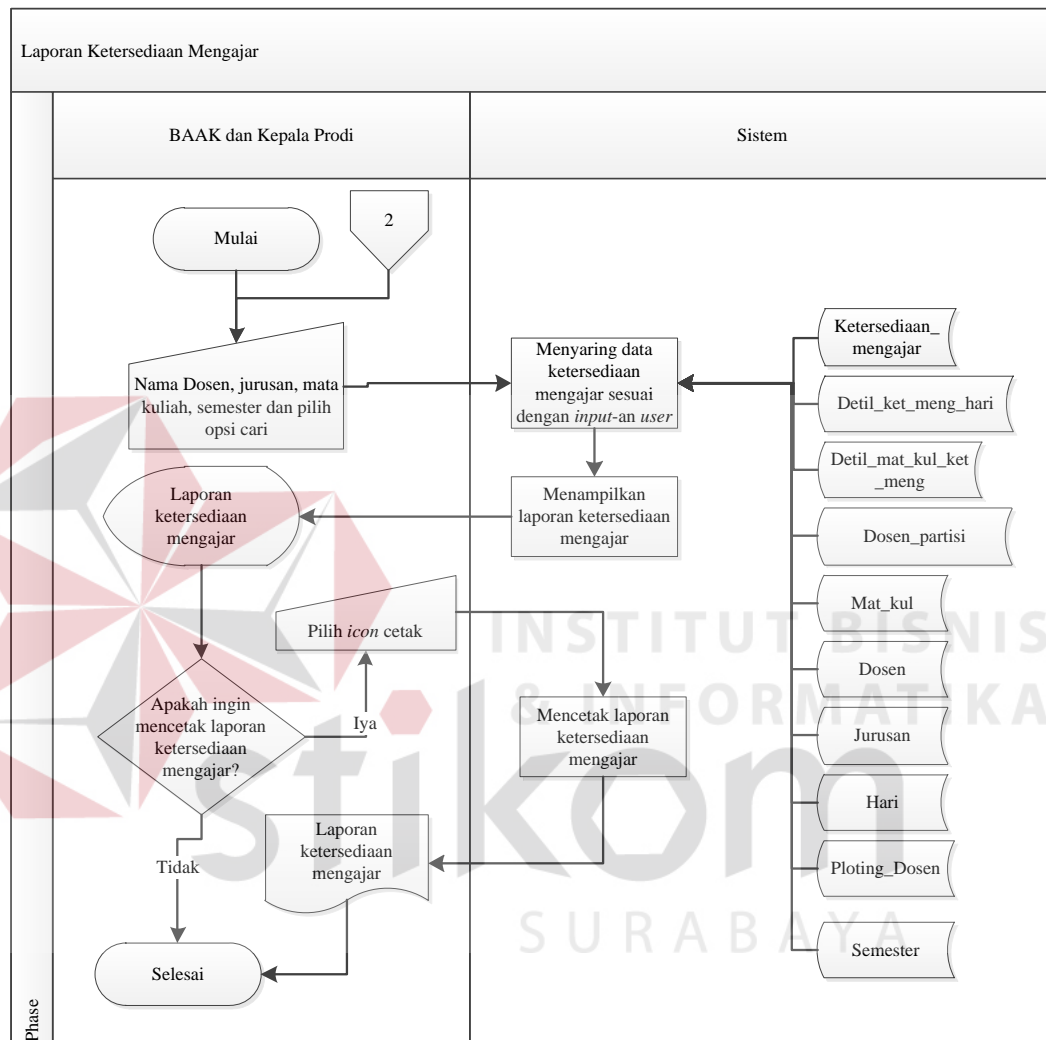 Laporan Ketersediaan Mengajar
BAAK dan Kepala Prodi
Sistem
Mulai
2
Nama Dosen, jurusan, mata
kuliah, semester dan pilih
opsi cari
Menyaring data
ketersediaan
mengajar sesuai
dengan input-an user
Ketersediaan_
mengajar
Detil_ket_meng_hari
Detil_mat_kul_ket
_meng
Laporan
ketersediaan
mengajar
Menampilkan
laporan ketersediaan
mengajar
Dosen_partisi
Pilih icon cetak
Mat_kul
Dosen
Apakah ingin
mencetak laporan
ketersediaan
mengajar?
Iya
Mencetak laporan
ketersediaan
mengajar
Jurusan
Hari
Laporan
ketersediaan
mengajar
Tidak
Ploting_Dosen
Semester
Selesai
Phase
INSTITUT BISNIS
& INFORMATIKA
stikom
SURABAYA